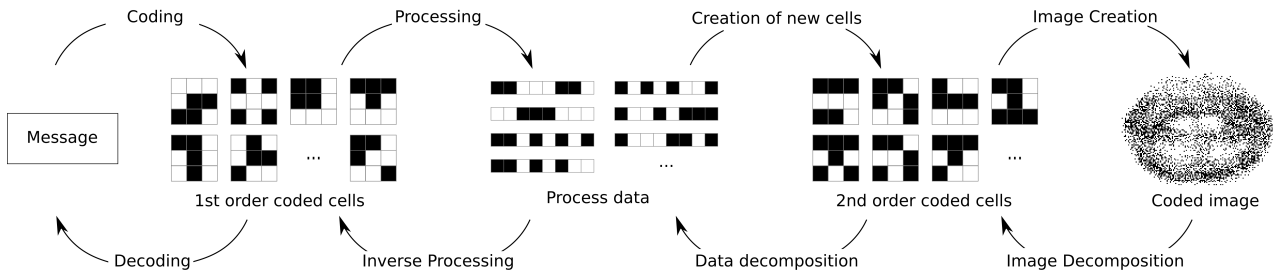 Coding
Processing
Creation of new cells
Image Creation
Message
...
...
...
1st order coded cells
Process data
2nd order coded cells
Coded image
Decoding
Inverse Processing
Data decomposition
Image Decomposition